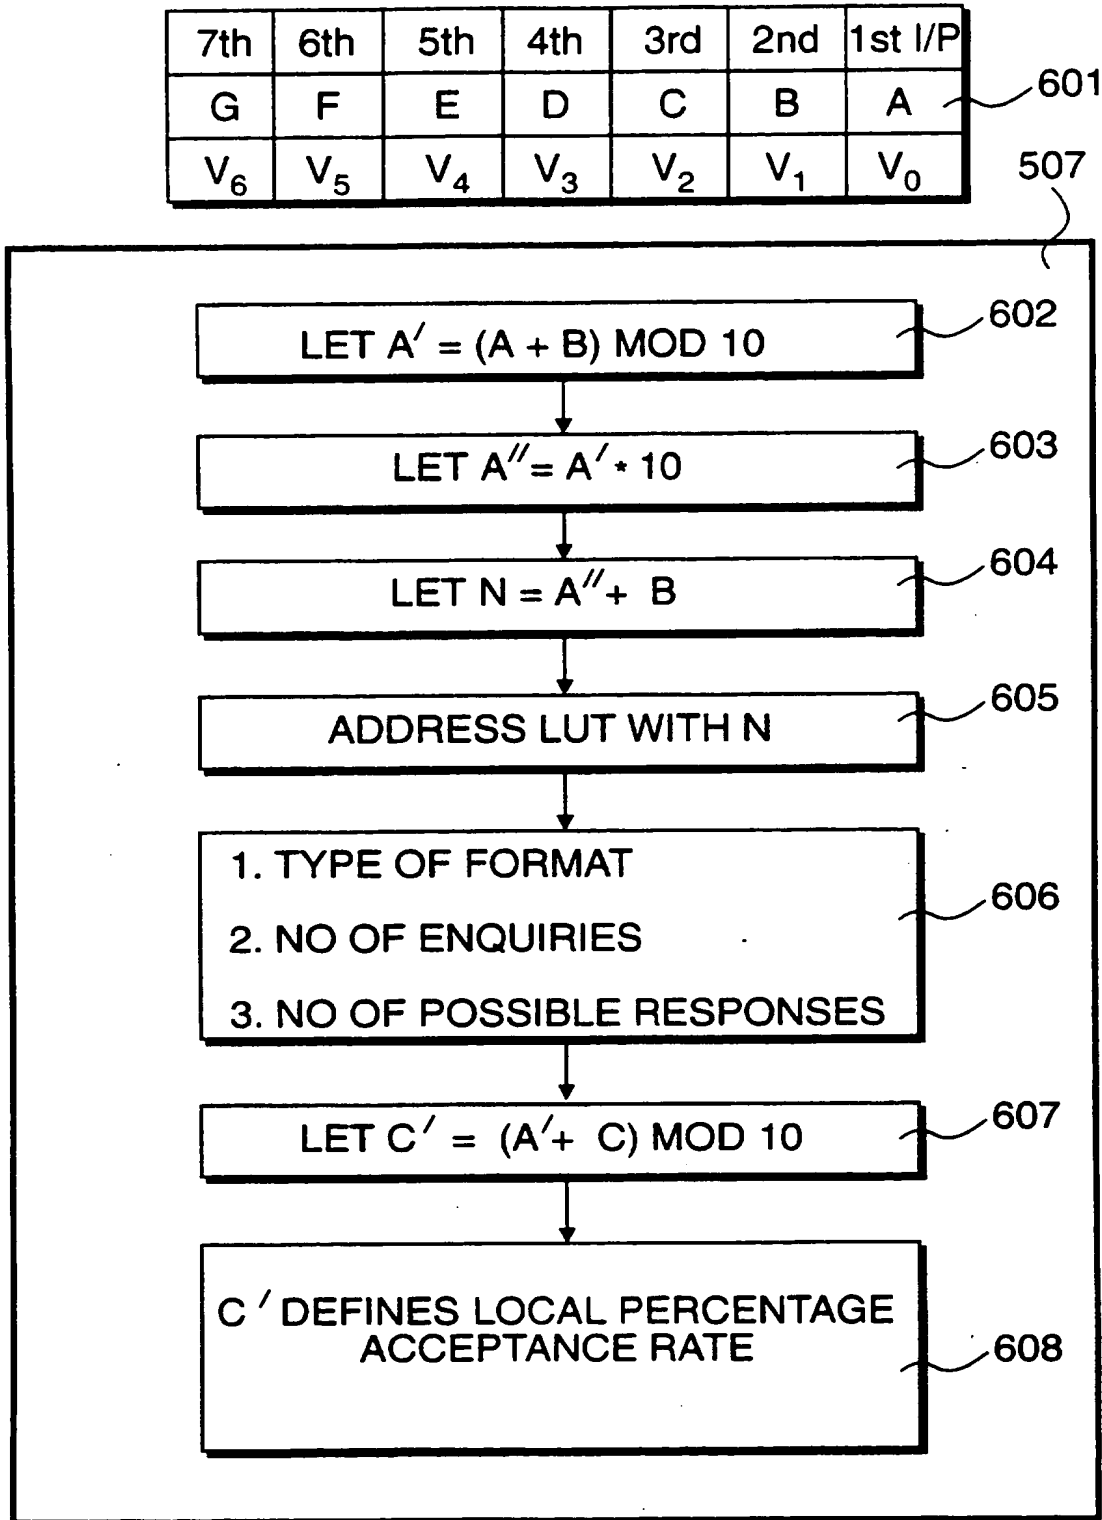 7th 6th 5th 4th 3rd 2nd 1st I/P
G F E D C B A
601
V₆ V₅ V₄ V₃ V₂ V₁ V₀
507
602
LET A′ = (A + B) MOD 10
603
LET A″ = A′ * 10
604
LET N = A″ + B
605
ADDRESS LUT WITH N
1. TYPE OF FORMAT
606
2. NO OF ENQUIRIES
3. NO OF POSSIBLE RESPONSES
607
LET C′ = (A′ + C) MOD 10
C′ DEFINES LOCAL PERCENTAGE
ACCEPTANCE RATE
608